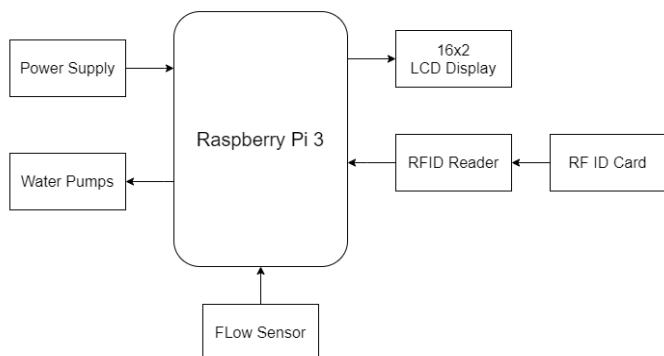 Power Supply
16x2
LCD Display
Raspberry Pi 3
Water Pumps
RFID Reader
RF ID Card
FLow Sensor